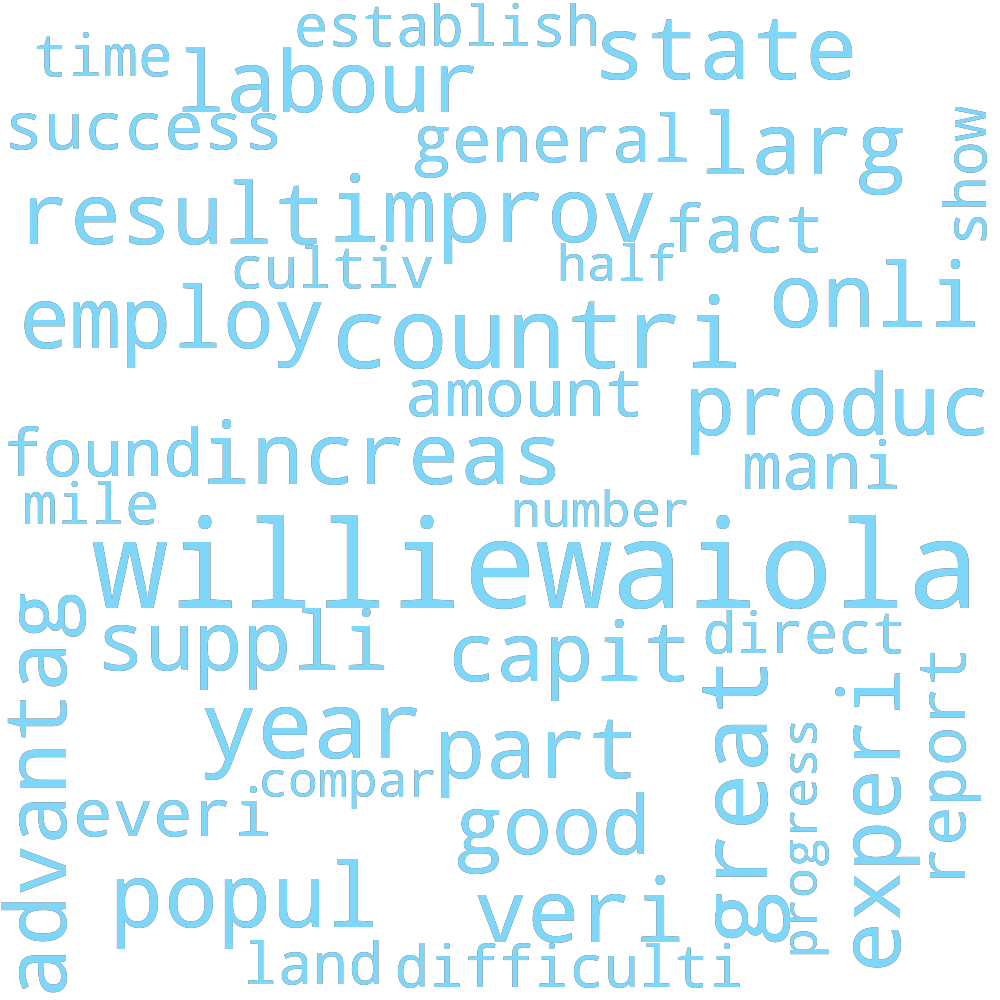 establish
state
time
labour
success
general
larg
show
result
improv
fact
cultiv
half
onli
employ
countri
amount
produc
found
increas
mani
mile
number
williewaiola
advantag
suppli
capit
direct
great
experi
report
year
part
progress
compar
everi
good
popul
veri
land
difficulti